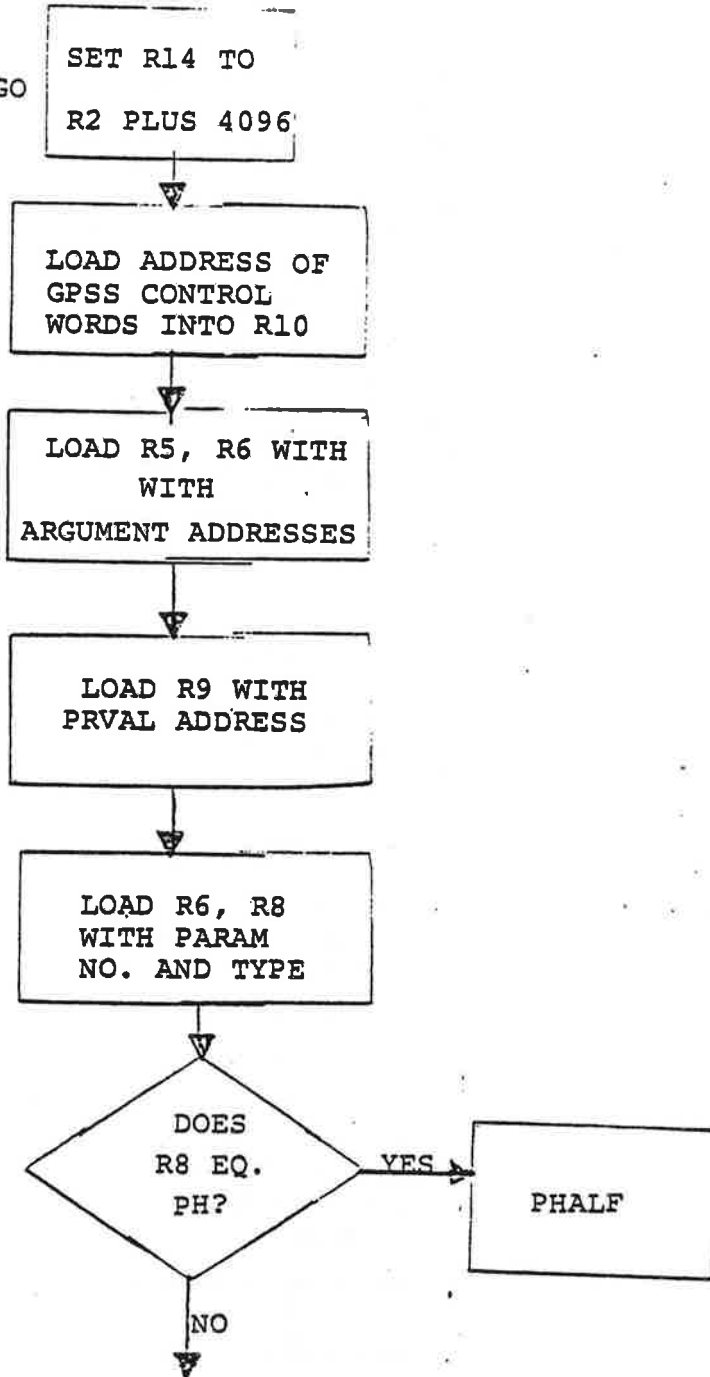 SET R14 TO
GO
R2 PLUS 4096
LOAD ADDRESS OF
GPSS CONTROL
WORDS INTO R10
LOAD R5, R6 WITH
WITH
ARGUMENT ADDRESSES
LOAD R9 WITH
PRVAL ADDRESS
LOAD R6, R8
WITH PARAM
NO. AND TYPE
DOES
R8 EQ.
PH?
YES
PHALF
NO